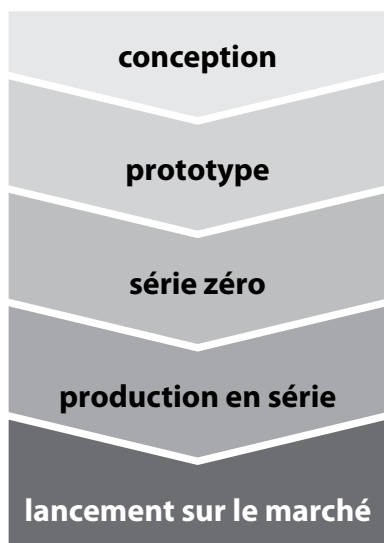 conception
prototype
série zéro
production en série
lancement sur le marché